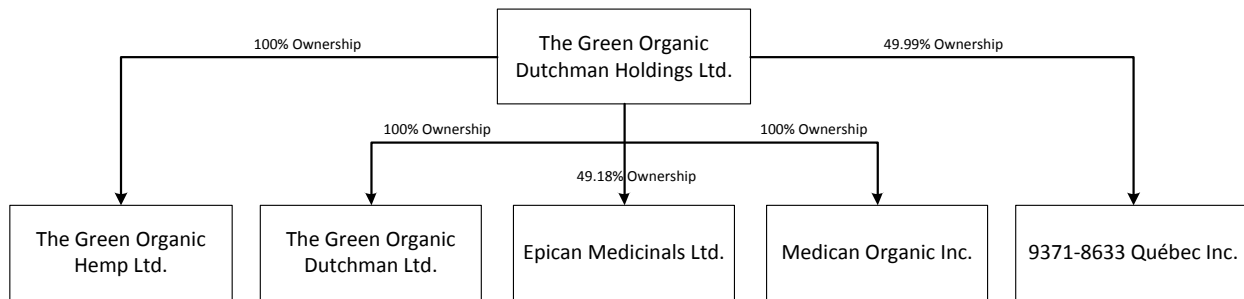 100% Ownership
The Green Organic
Dutchman Holdings Ltd.
49.99% Ownership
100% Ownership
100% Ownership
49.18% Ownership
The Green Organic
Hemp Ltd.
The Green Organic
Dutchman Ltd.
Epican Medicinals Ltd.
Medican Organic Inc.
9371-8633 Québec Inc.